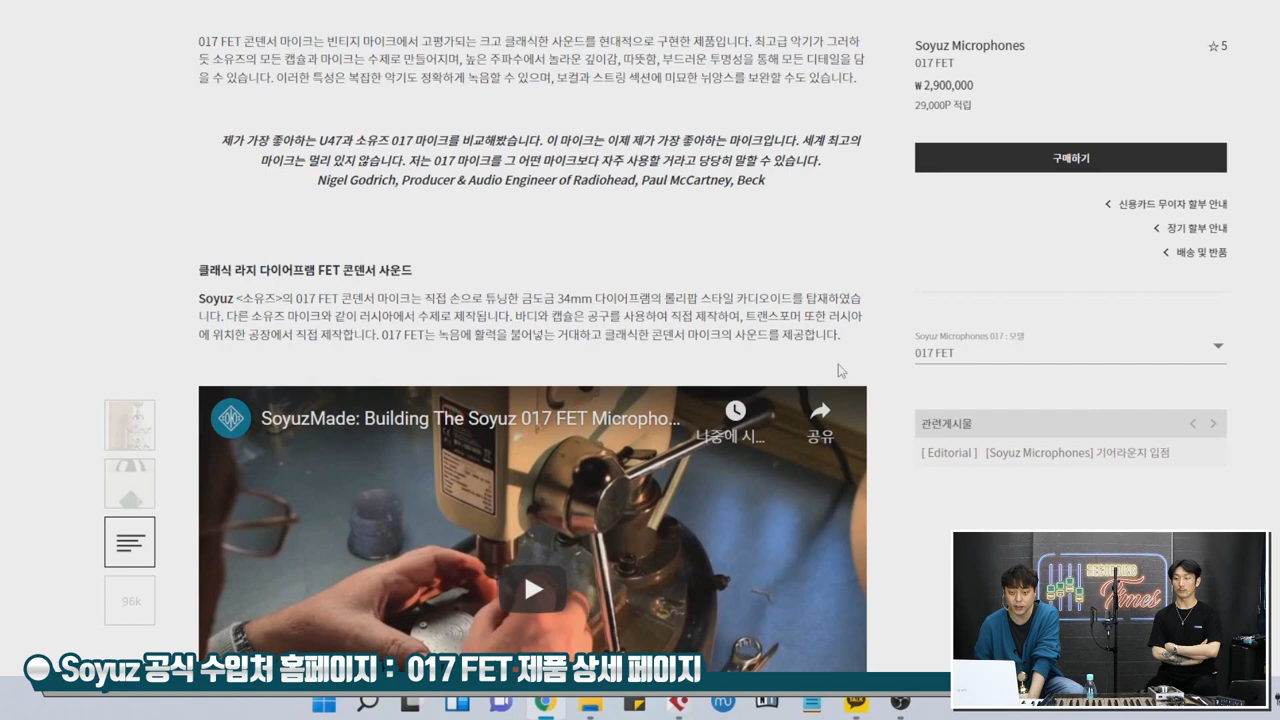 017 FET 콘덴서 마이크는 빈티지 마이크에서 고평가되는 크고 클래식한 사운드를 현대적으로 구현한 제품입니다. 최고급 악기가 그러하
듯 소유즈의 모든 캡슐과 마이크는 수제로 만들어지며, 높은 주파수에서 놀라운 깊이감, 따뜻함, 부드러운 투명성을 통해 모든 디테일을 담
을 수 있습니다. 이러한 특성은 복잡한 악기도 정확하게 녹음할 수 있으며, 보컬과 스트링 섹션에 미묘한 뉘앙스를 보완할 수도 있습니다.
제가 가장 좋아하는 U47과 소유즈 017 마이크를 비교해봤습니다. 이 마이크는 이제 제가 가장 좋아하는 마이크입니다. 세계 최고의
마이크는 멀리 있지 않습니다. 저는 017 마이크를 그 어떤 마이크보다 자주 사용할 거라고 당당히 말할 수 있습니다.
Nigel Godrich, Producer & Audio Engineer of Radiohead, Paul McCartney, Beck
클래식 라지 다이어프램 FET 콘덴서 사운드
Soyuz <소유즈>의 017 FET 콘덴서 마이크는 직접 손으로 튜닝한 금도금 34mm 다이어프램의 롤리팝 스타일 카디오이드를 탑재하였습
니다. 다른 소유즈 마이크와 같이 러시아에서 수제로 제작됩니다. 바디와 캡슐은 공구를 사용하여 직접 제작하여, 트랜스포머 또한 러시아
에 위치한 공장에서 직접 제작합니다. 017 FET는 녹음에 활력을 불어넣는 거대하고 클래식한 콘덴서 마이크의 사운드를 제공합니다.
SoyuzMade: Building The Soyuz 017 FET Micropho...
나중에 시...
공유
96k
Soyuz Microphones
☆ 5
017 FET
₩ 2,900,000
29,000P 적립
구매하기
신용카드 무이자 할부 안내
장기 할부 안내
배송 및 반품
Soyuz Microphones 017 : 모델
017 FET
관련게시물
[ Editorial ] [Soyuz Microphones] 기어라운지 입점
RECORDING
Times
Soyuz 공식 수입처 홈페이지 : 017 FET 제품 상세 페이지
TALK